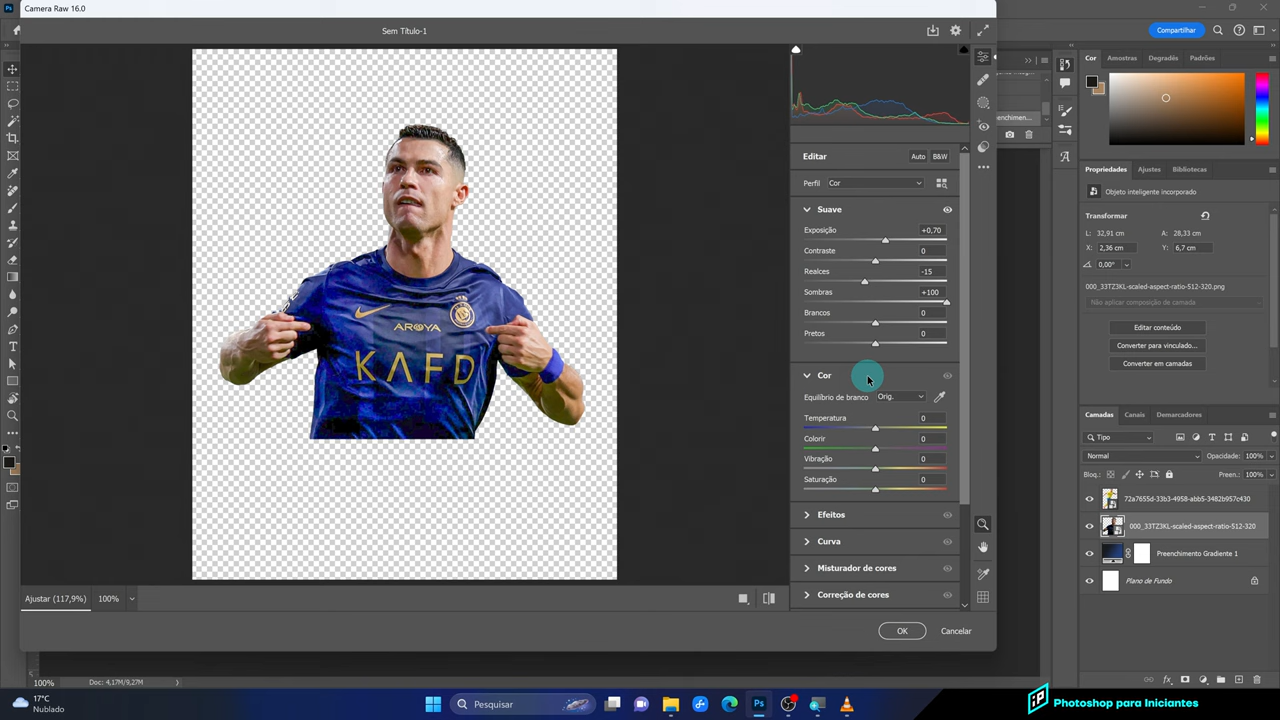 Camera Raw 16.0
Sem Título-1
Compartilhar
Cor Amostras Degradês Padrões
Editar Auto B&W
Perfil Cor
Suave
Exposição +0,70
Contraste 0
Realces -15
Sombras +100
Brancos 0
Pretos 0
Cor
Equilíbrio de branco Orig.
Temperatura 0
Colorir 0
Vibração 0
Saturação 0
Efeitos
Curva
Misturador de cores
Correção de cores
Ajustar (117,9%) 100%
OK Cancelar
AROYA
KAFD
Propriedades Ajustes Bibliotecas
Objeto inteligente incorporado
Transformar
L: 32,91 cm A: 28,33 cm
X: 2,36 cm Y: 6,7 cm
0,00°
000_33TZ3KL-scaled-aspect-ratio-512-320.png
Não aplicar composição de camada
Editar conteúdo
Converter para vinculado...
Converter em camadas
Camadas Canais Demarcadores
Tipo
Normal Opacidade: 100%
Bloq.: Preen.: 100%
72a7655d-33b3-4958-abb5-3482b957c430
000_33TZ3KL-scaled-aspect-ratio-512-320
Preenchimento Gradiente 1
Plano de Fundo
100% Doc: 4,17M/9,27M
17°C
Nublado
Pesquisar
Photoshop para Iniciantes